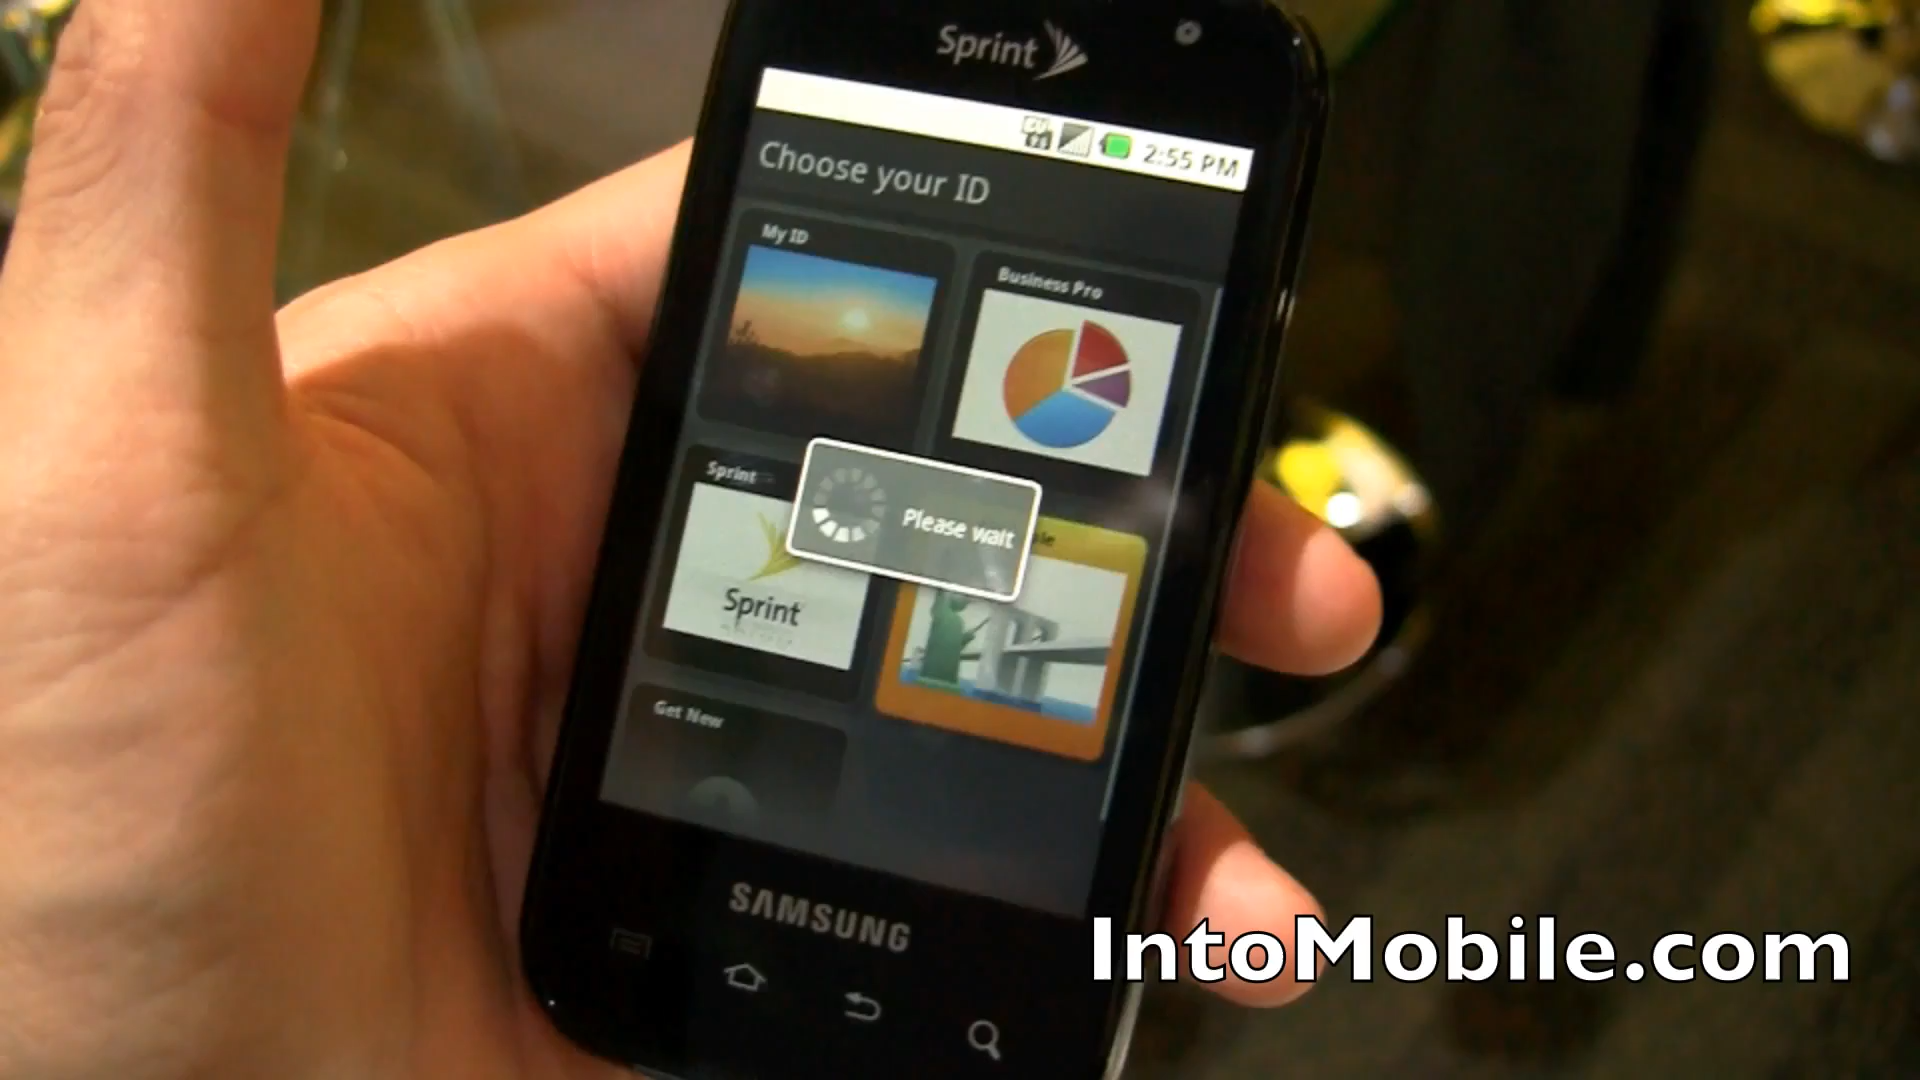 Sprint
2:55 PM
Choose your ID
My ID
Business Pro
Sprint
Please wait
Sprint
Get New
SAMSUNG
IntoMobile.com